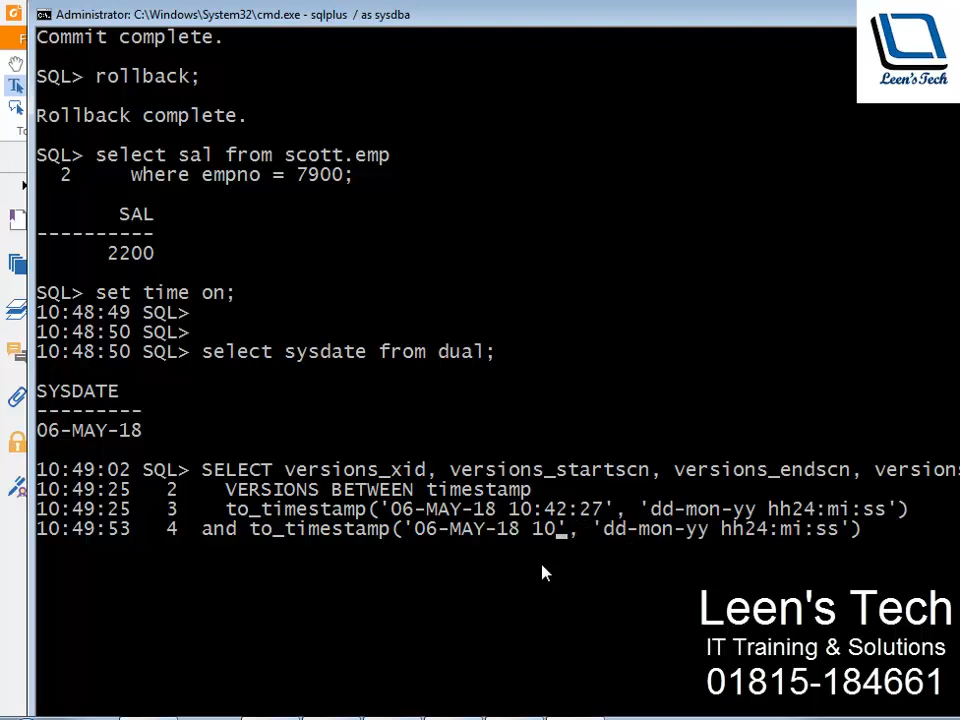 Administrator: C:\Windows\System32\cmd.exe - sqlplus / as sysdba
Commit complete.
SQL> rollback;
Rollback complete.
SQL> select sal from scott.emp
2 where empno = 7900;
SAL
----------
2200
SQL> set time on;
10:48:49 SQL>
10:48:50 SQL>
10:48:50 SQL> select sysdate from dual;
SYSDATE
---------
06-MAY-18
10:49:02 SQL> SELECT versions_xid, versions_startscn, versions_endscn, versions
10:49:25 2 VERSIONS BETWEEN timestamp
10:49:25 3 to_timestamp('06-MAY-18 10:42:27', 'dd-mon-yy hh24:mi:ss')
10:49:53 4 and to_timestamp('06-MAY-18 10', 'dd-mon-yy hh24:mi:ss')
Leen's Tech
Leen's Tech
IT Training & Solutions
01815-184661